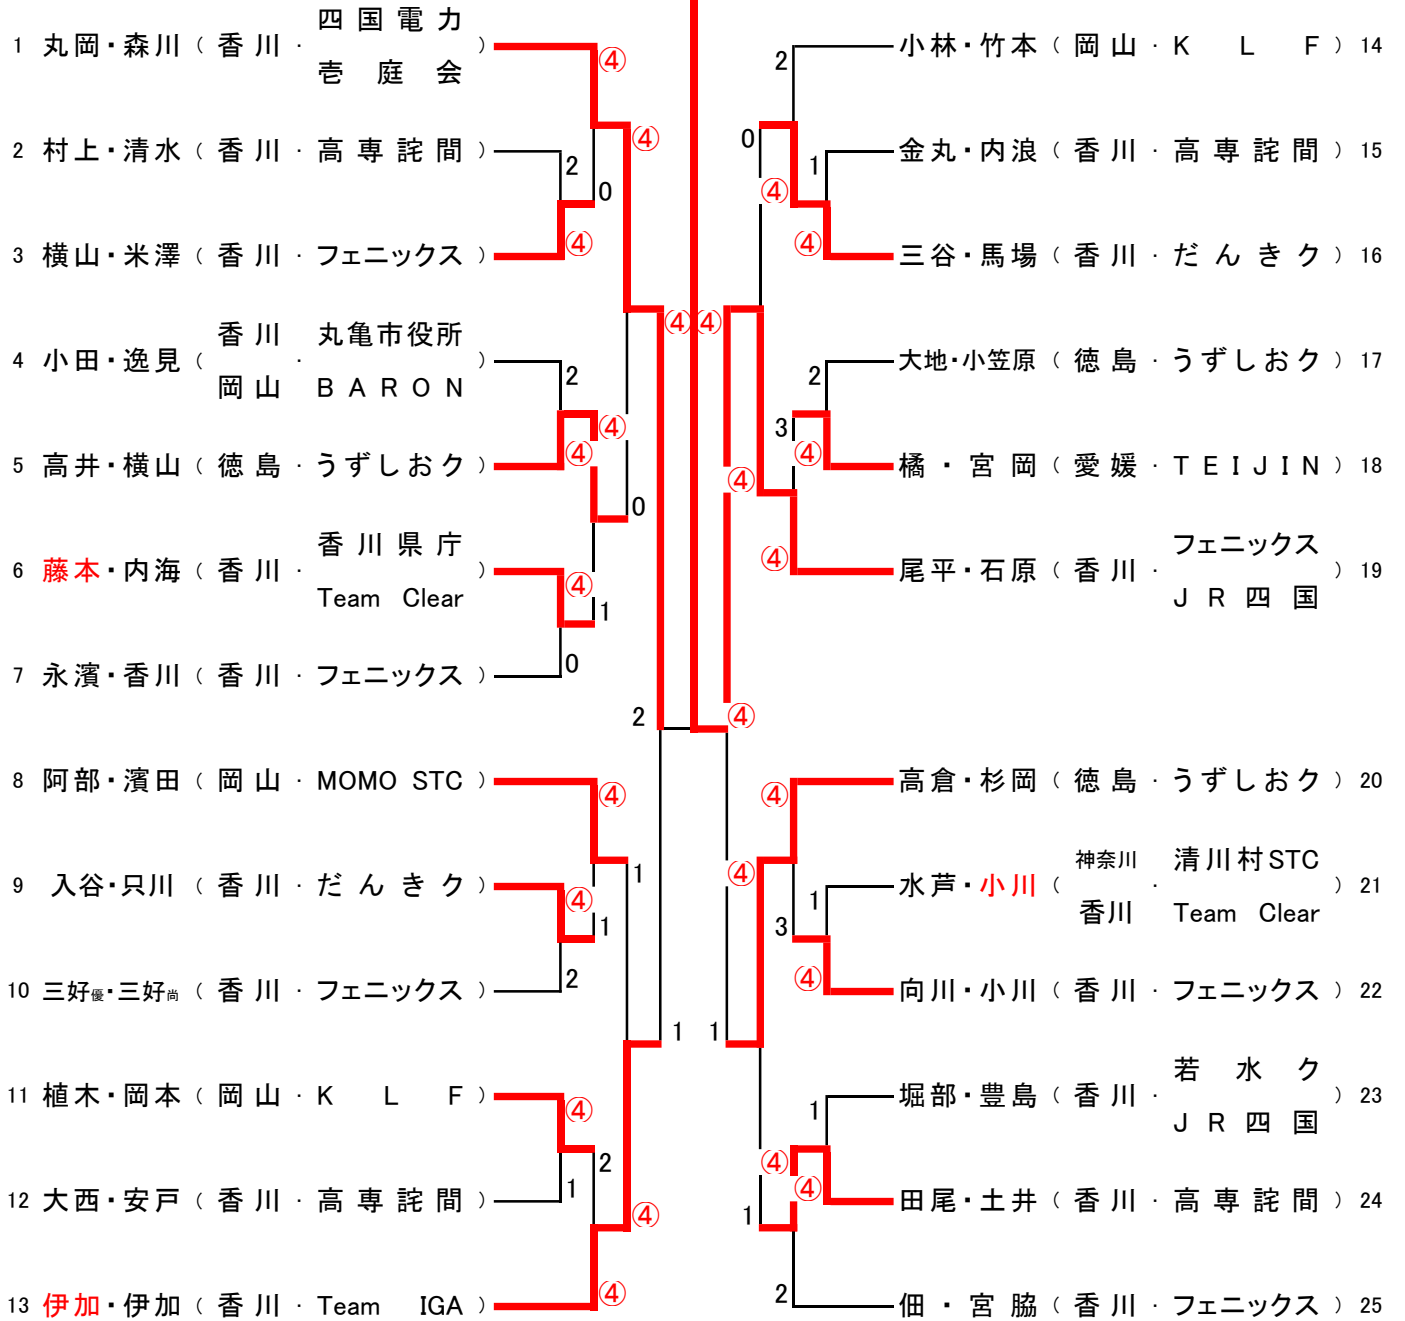 四国電力
1 丸岡・森川 ( 香川 ・ )
壱庭会
2 村上・清水 ( 香川 ・ 高専詫間 )
3 横山・米澤 ( 香川 ・ フェニックス )
香川 丸亀市役所
4 小田・逸見 ( ・ )
岡山 BARON
5 高井・横山 ( 徳島 ・ うずしおク )
香川県庁
6 藤本・内海 ( 香川 ・ )
Team Clear
7 永濱・香川 ( 香川 ・ フェニックス )
8 阿部・濱田 ( 岡山 ・ MOMO STC )
9 入谷・只川 ( 香川 ・ だんきク )
10 三好優・三好尚 ( 香川 ・ フェニックス )
11 植木・岡本 ( 岡山 ・ K L F )
12 大西・安戸 ( 香川 ・ 高専詫間 )
13 伊加・伊加 ( 香川 ・ Team IGA )
④
④
2
0
④
2
④
④
0
④
1
0
④
2
④
1
④
1
2
④
2
1
④
④
1
小林・竹本 ( 岡山 ・ K L F ) 14
金丸・内浪 ( 香川 ・ 高専詫間 ) 15
三谷・馬場 ( 香川 ・ だんきク ) 16
大地・小笠原 ( 徳島 ・ うずしおク ) 17
橘・宮岡 ( 愛媛 ・ TEIJIN ) 18
フェニックス
尾平・石原 ( 香川 ・ ) 19
JR四国
高倉・杉岡 ( 徳島 ・ うずしおク ) 20
神奈川 清川村STC
水芦・小川 ( ・ ) 21
香川 Team Clear
向川・小川 ( 香川 ・ フェニックス ) 22
若水ク
堀部・豊島 ( 香川 ・ ) 23
JR四国
田尾・土井 ( 香川 ・ 高専詫間 ) 24
佃・宮脇 ( 香川 ・ フェニックス ) 25
2
0
1
④
④
④
2
3
④
④
④
④
④
④
1
3
④
1
1
④
④
1
2